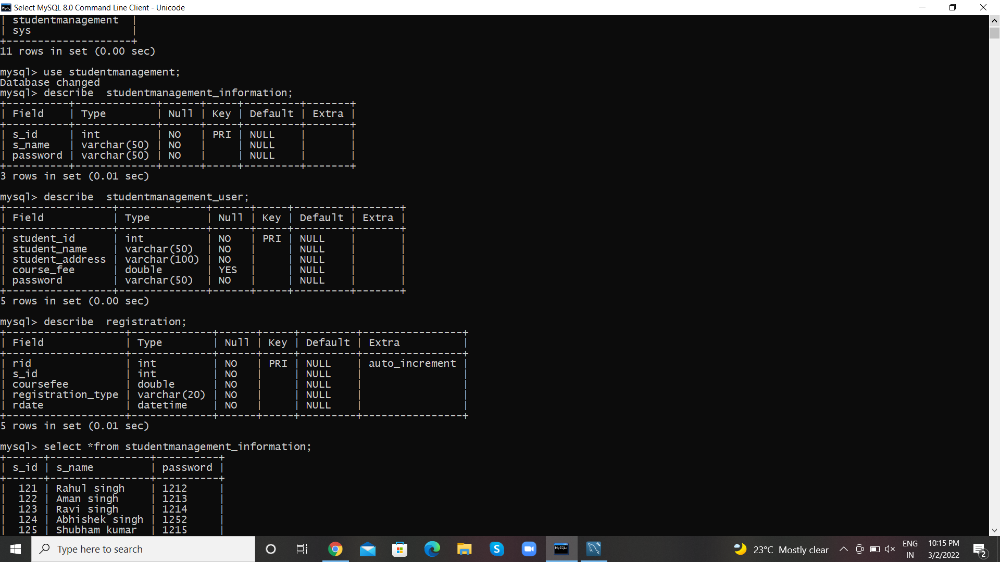 Select MySQL 8.0 Command Line Client - Unicode
| studentmanagement  |
| sys                |
+--------------------+
11 rows in set (0.00 sec)
mysql> use studentmanagement;
Database changed
mysql> describe  studentmanagement_information;
+----------+-------------+------+-----+---------+-------+
| Field    | Type        | Null | Key | Default | Extra |
+----------+-------------+------+-----+---------+-------+
| s_id     | int         | NO   | PRI | NULL    |       |
| s_name   | varchar(50) | NO   |     | NULL    |       |
| password | varchar(50) | NO   |     | NULL    |       |
+----------+-------------+------+-----+---------+-------+
3 rows in set (0.01 sec)
mysql> describe  studentmanagement_user;
+-----------------+--------------+------+-----+---------+-------+
| Field           | Type         | Null | Key | Default | Extra |
+-----------------+--------------+------+-----+---------+-------+
| student_id      | int          | NO   | PRI | NULL    |       |
| student_name    | varchar(50)  | NO   |     | NULL    |       |
| student_address | varchar(100) | NO   |     | NULL    |       |
| course_fee      | double       | YES  |     | NULL    |       |
| password        | varchar(50)  | NO   |     | NULL    |       |
+-----------------+--------------+------+-----+---------+-------+
5 rows in set (0.00 sec)
mysql> describe  registration;
+-------------------+-------------+------+-----+---------+----------------+
| Field             | Type        | Null | Key | Default | Extra          |
+-------------------+-------------+------+-----+---------+----------------+
| rid               | int         | NO   | PRI | NULL    | auto_increment |
| s_id              | int         | NO   |     | NULL    |                |
| coursefee         | double      | NO   |     | NULL    |                |
| registration_type | varchar(20) | NO   |     | NULL    |                |
| rdate             | datetime    | NO   |     | NULL    |                |
+-------------------+-------------+------+-----+---------+----------------+
5 rows in set (0.01 sec)
mysql> select *from studentmanagement_information;
+------+----------------+----------+
| s_id | s_name         | password |
+------+----------------+----------+
|  121 | Rahul singh    | 1212     |
|  122 | Aman singh     | 1213     |
|  123 | Ravi singh     | 1214     |
|  124 | Abhishek singh | 1252     |
|  125 | Shubham kumar  | 1215     |
Type here to search
S
MySQL
23°C Mostly clear
ENG
IN
10:15 PM
3/2/2022
2